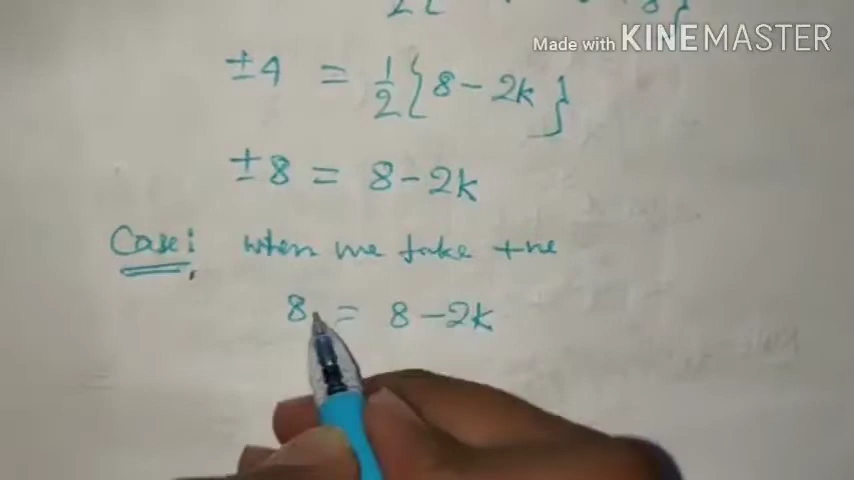 Made with KINEMASTER
±4 = 1/2 { 8 - 2k }
±8 = 8 - 2k
Case: when we take +ve
8 = 8 - 2k